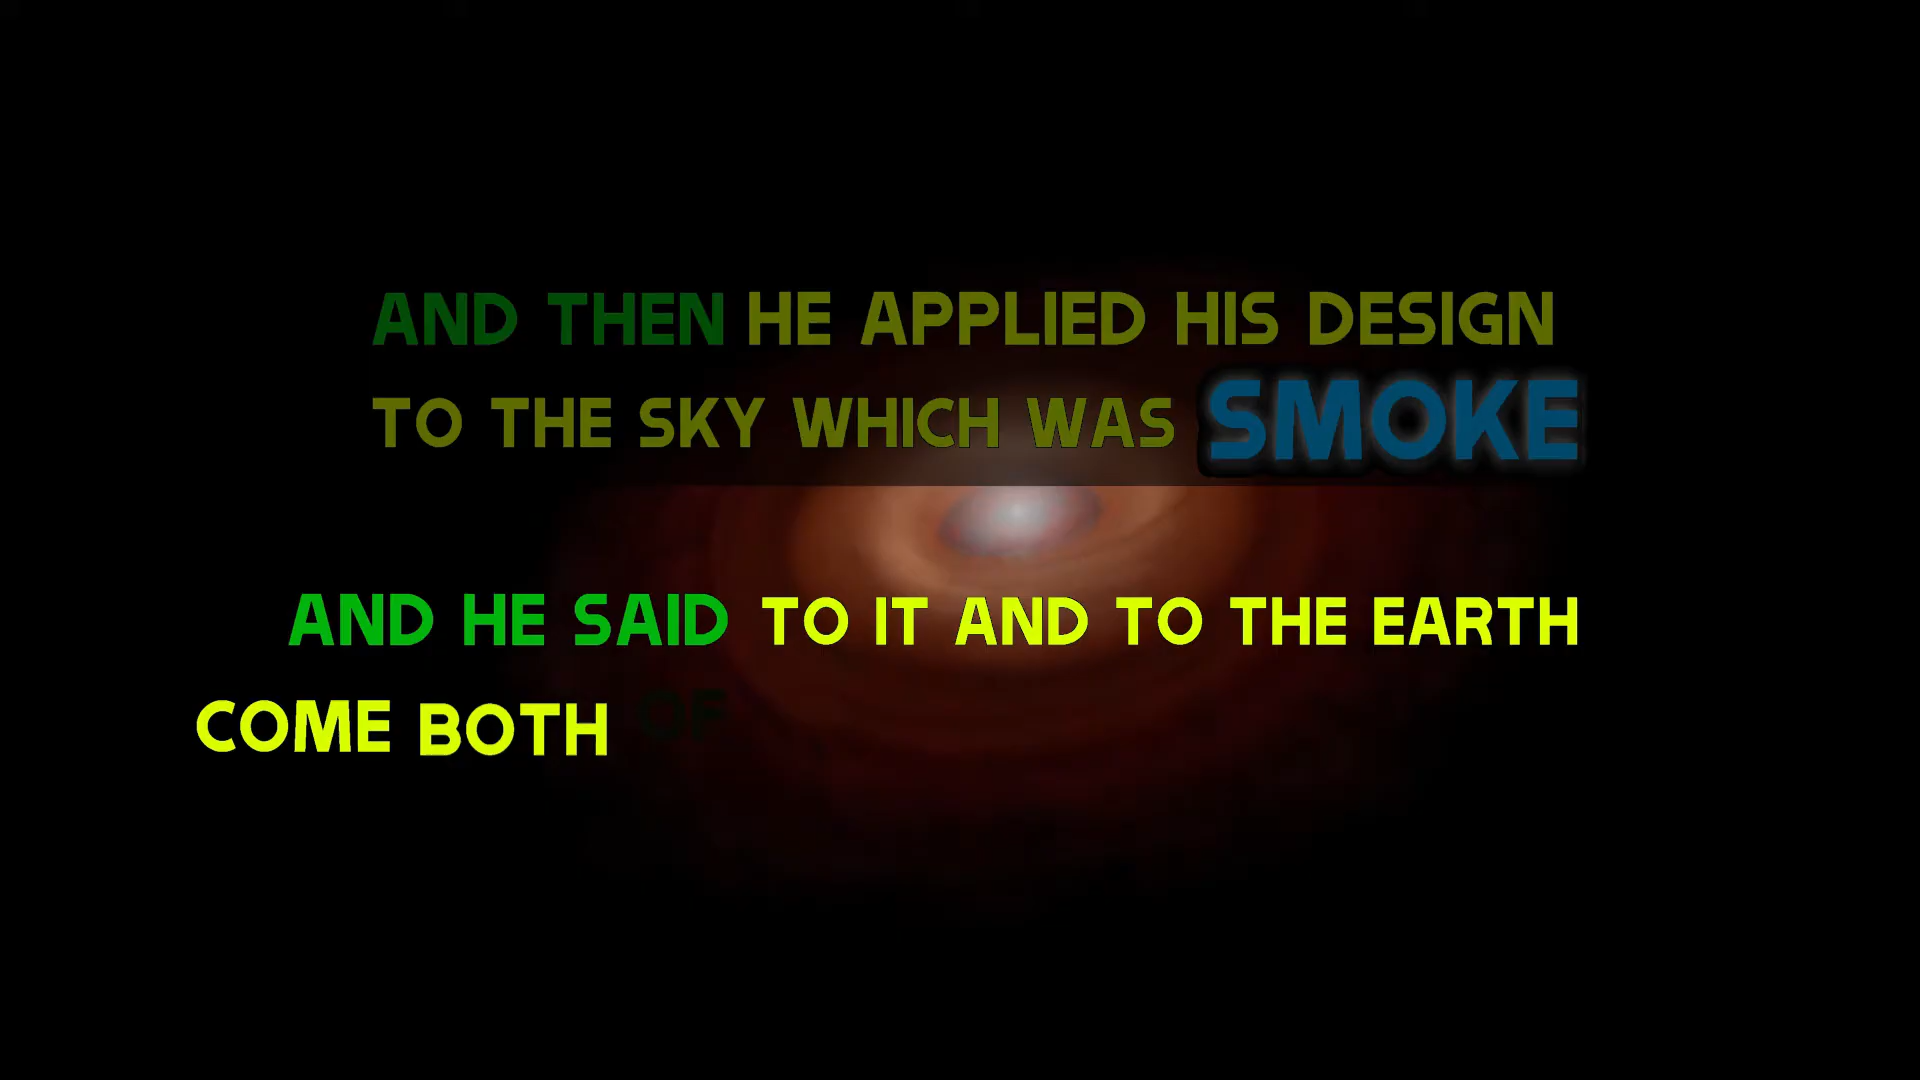 AND THEN HE APPLIED HIS DESIGN
TO THE SKY WHICH WAS SMOKE
AND HE SAID TO IT AND TO THE EARTH
COME BOTH OF